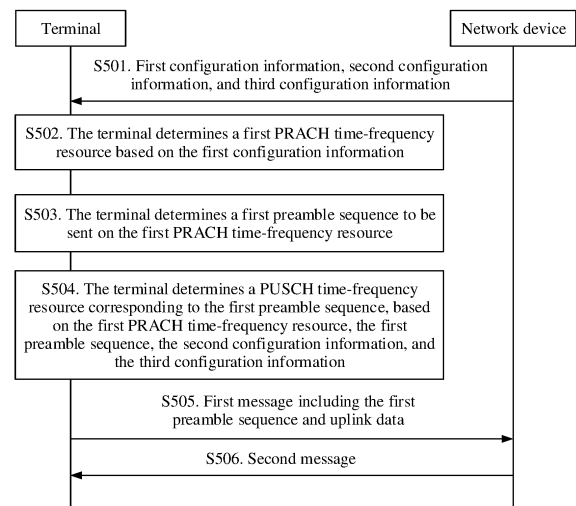 Terminal
Network device
S501. First configuration information, second configuration
information, and third configuration information
S502. The terminal determines a first PRACH time-frequency
resource based on the first configuration information
S503. The terminal determines a first preamble sequence to be
sent on the first PRACH time-frequency resource
S504. The terminal determines a PUSCH time-frequency
resource corresponding to the first preamble sequence, based
on the first PRACH time-frequency resource, the first
preamble sequence, the second configuration information, and
the third configuration information
S505. First message including the first
preamble sequence and uplink data
S506. Second message